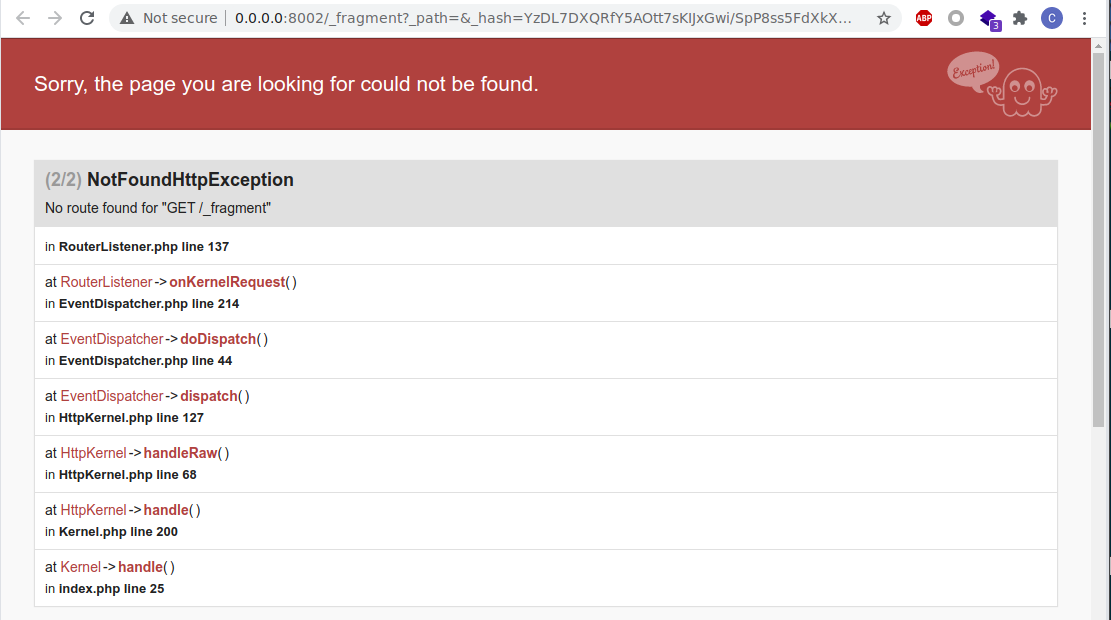 Not secure | 0.0.0.0:8002/_fragment?_path=&_hash=YzDL7DXQRfY5AOtt7sKIJxGwi/SpP8ss5FdXkX...
ABP
3
C
Sorry, the page you are looking for could not be found.
Exception!
(2/2) NotFoundHttpException
No route found for "GET /_fragment"
in RouterListener.php line 137
at RouterListener->onKernelRequest()
in EventDispatcher.php line 214
at EventDispatcher->doDispatch()
in EventDispatcher.php line 44
at EventDispatcher->dispatch()
in HttpKernel.php line 127
at HttpKernel->handleRaw()
in HttpKernel.php line 68
at HttpKernel->handle()
in Kernel.php line 200
at Kernel->handle()
in index.php line 25